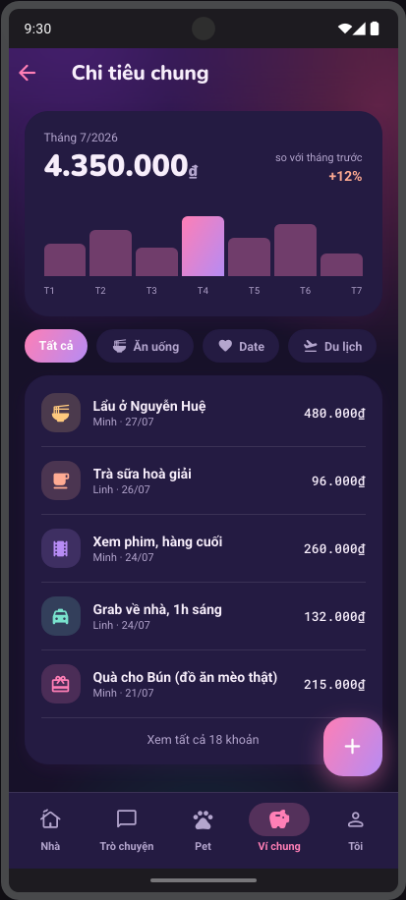 9:30
Chi tiêu chung
Tháng 7/2026
4.350.000₫
so với tháng trước
+12%
T1 T2 T3 T4 T5 T6 T7
Tất cả Ăn uống Date Du lịch
Lẩu ở Nguyễn Huệ
480.000₫
Minh · 27/07
Trà sữa hoà giải
96.000₫
Linh · 26/07
Xem phim, hàng cuối
260.000₫
Minh · 24/07
Grab về nhà, 1h sáng
132.000₫
Linh · 24/07
Quà cho Bún (đồ ăn mèo thật)
215.000₫
Minh · 21/07
Xem tất cả 18 khoản
Nhà Trò chuyện Pet Ví chung Tôi